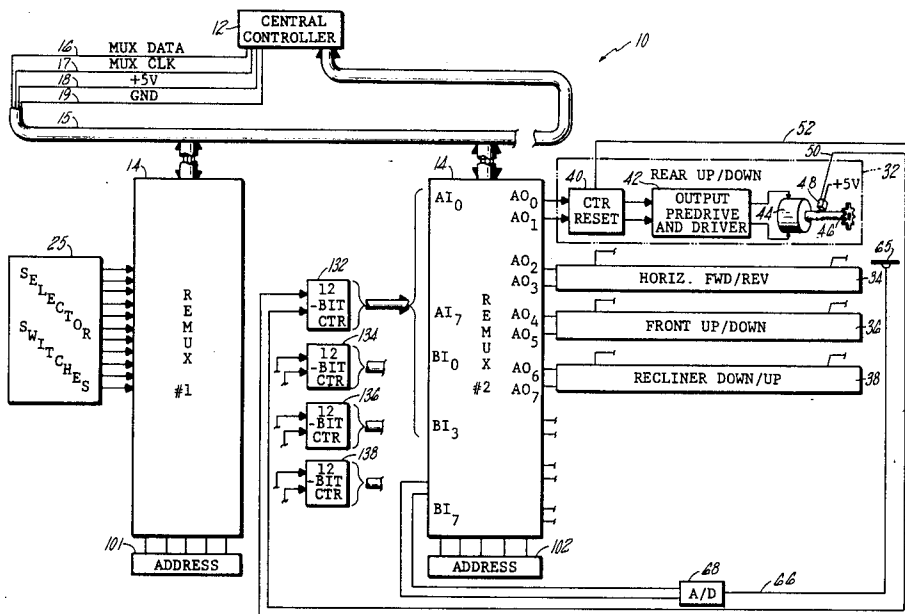 12
CENTRAL
CONTROLLER
10
16
MUX DATA
17
MUX CLK
18
+5V
19
GND
15
52
50
14
14
REAR UP/DOWN
32
40
CTR
RESET
42
OUTPUT
PREDRIVE
AND DRIVER
44
48
+5V
46
AI0
AO0
AO1
25
SELECTOR
SWITCHES
REMUX
#1
65
132
12
-BIT
CTR
AO2
AO3
HORIZ. FWD/REV
34
134
12
-BIT
CTR
AI7
BI0
REMUX
#2
AO4
AO5
FRONT UP/DOWN
36
136
12
-BIT
CTR
AO6
AO7
RECLINER DOWN/UP
38
BI3
138
12
-BIT
CTR
BI7
101
ADDRESS
102
ADDRESS
68
A/D
66